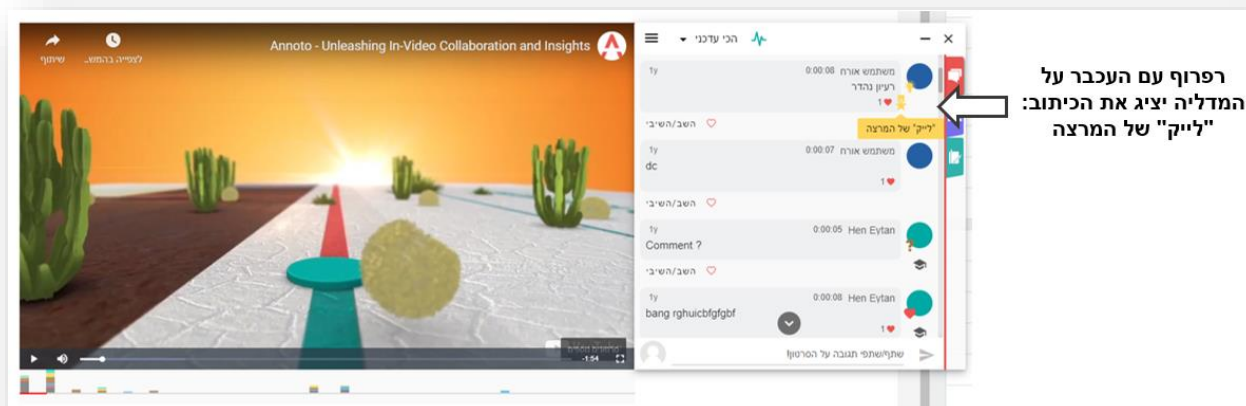 Annoto - Unleashing In-Video Collaboration and Insights
לצפייה בהמש...
שיתוף
-1:54
הכי עדכני
משתמש אורח 0:00:08
1y
רעיון נהדר
1
השב/השיבי
"לייק" של המרצה
משתמש אורח 0:00:07
1y
dc
1
השב/השיבי
Hen Eytan 0:00:05
1y
Comment ?
השב/השיבי
Hen Eytan 0:00:08
1y
bang rghuicbfgfgbf
1
שתף/שתפי תגובה על הסרטון!
רפרוף עם העכבר על
המדליה יציג את הכיתוב:
"לייק" של המרצה